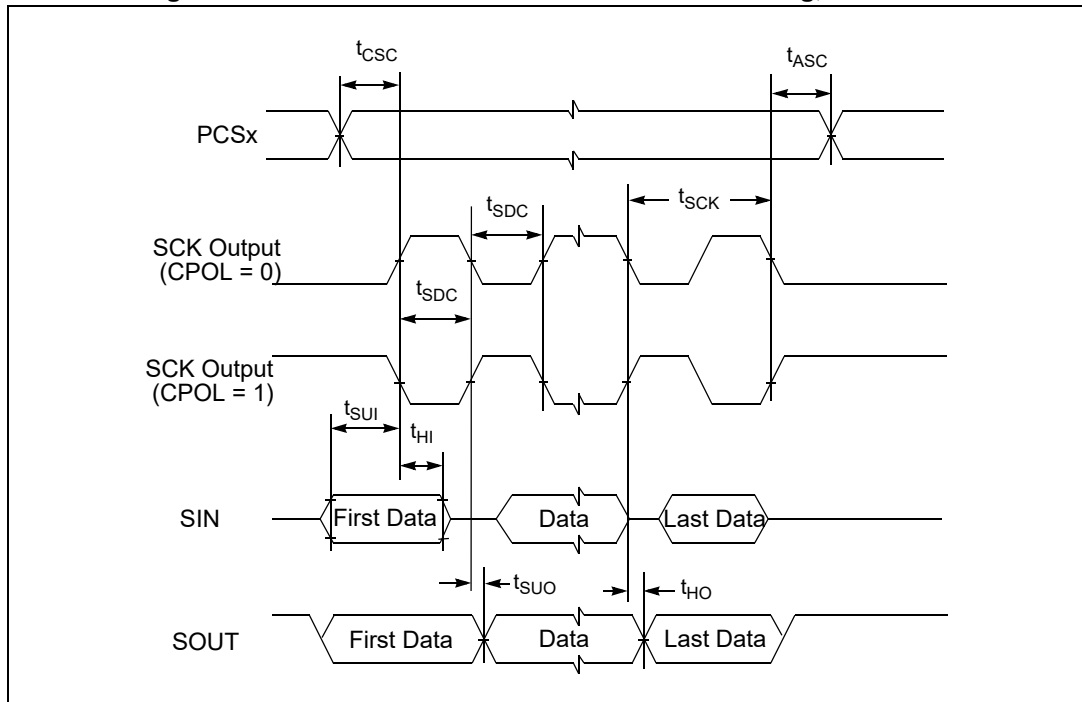 tCSC
tASC
PCSx
tSCK
tSDC
SCK Output
(CPOL = 0)
tSDC
SCK Output
(CPOL = 1)
tSUI
tHI
SIN
First Data
Data
Last Data
tSUO
tHO
SOUT
First Data
Data
Last Data